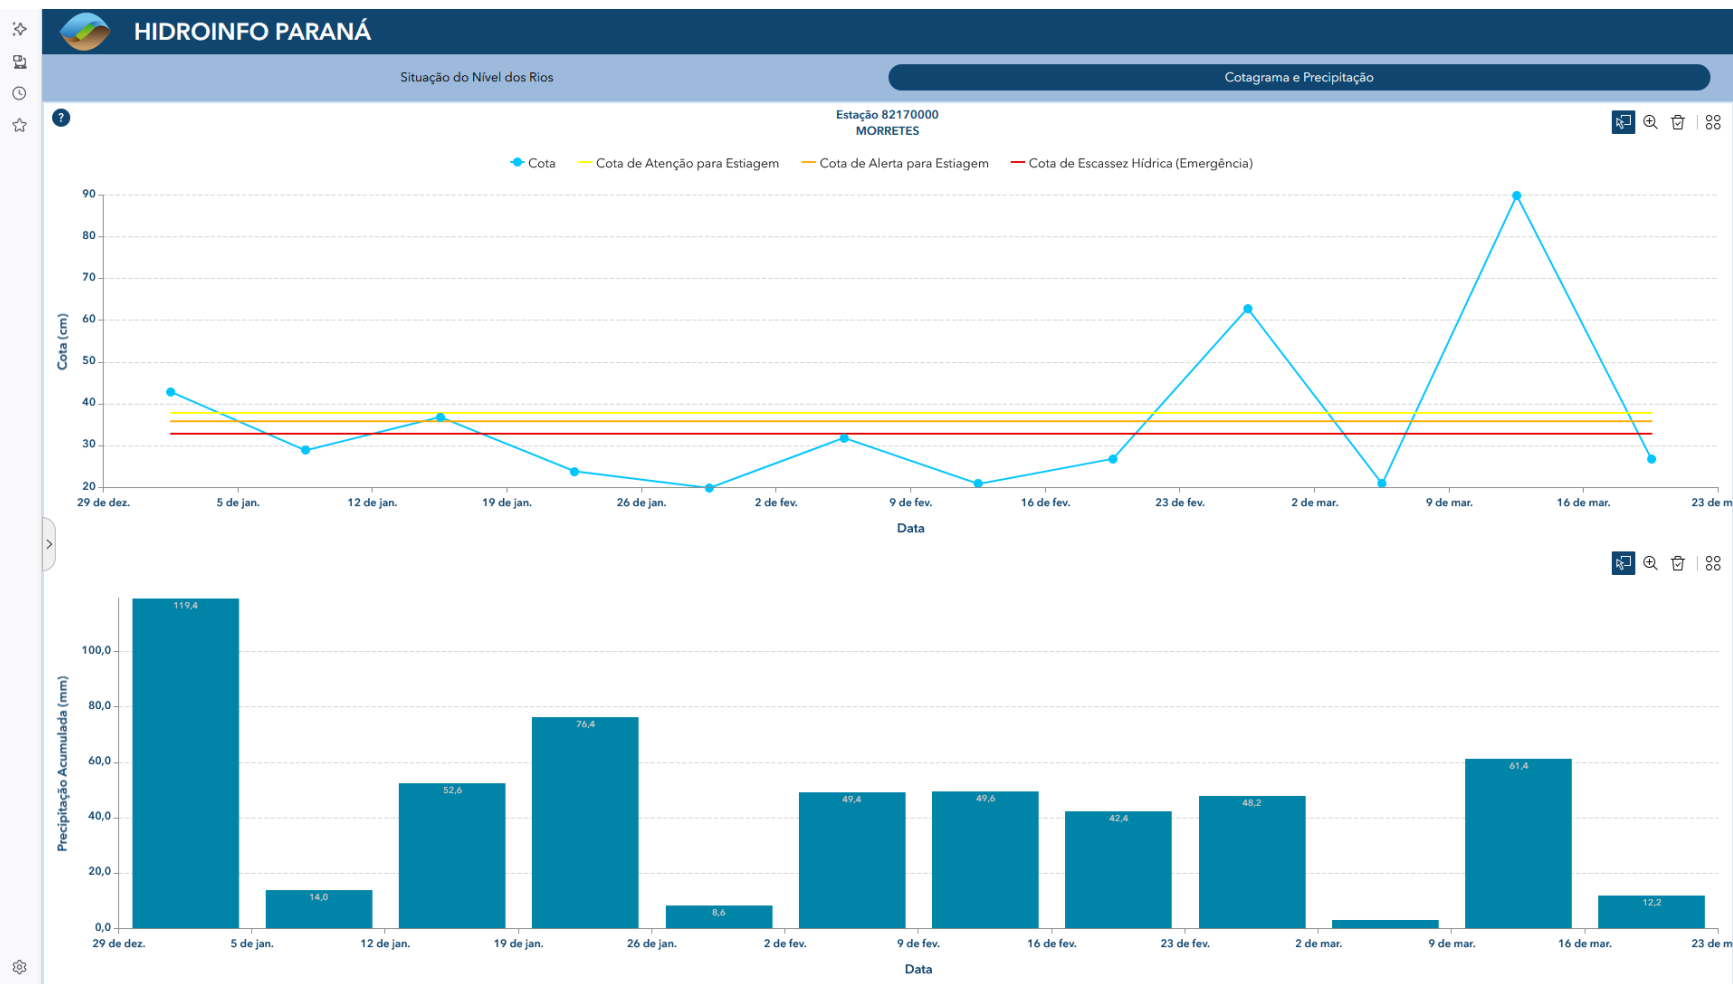 HIDROINFO PARANÁ
Situação do Nível dos Rios
Cotagrama e Precipitação
?
Estação 82170000
MORRETES
Cota
Cota de Atenção para Estiagem
Cota de Alerta para Estiagem
Cota de Escassez Hídrica (Emergência)
Cota (cm)
90
80
70
60
50
40
30
20
29 de dez.
5 de jan.
12 de jan.
19 de jan.
26 de jan.
2 de fev.
9 de fev.
16 de fev.
23 de fev.
2 de mar.
9 de mar.
16 de mar.
23 de m
Data
Precipitação Acumulada (mm)
100,0
80,0
60,0
40,0
20,0
0,0
119,4
14,0
52,6
76,4
8,6
49,4
49,6
42,4
48,2
61,4
12,2
29 de dez.
5 de jan.
12 de jan.
19 de jan.
26 de jan.
2 de fev.
9 de fev.
16 de fev.
23 de fev.
2 de mar.
9 de mar.
16 de mar.
23 de m
Data